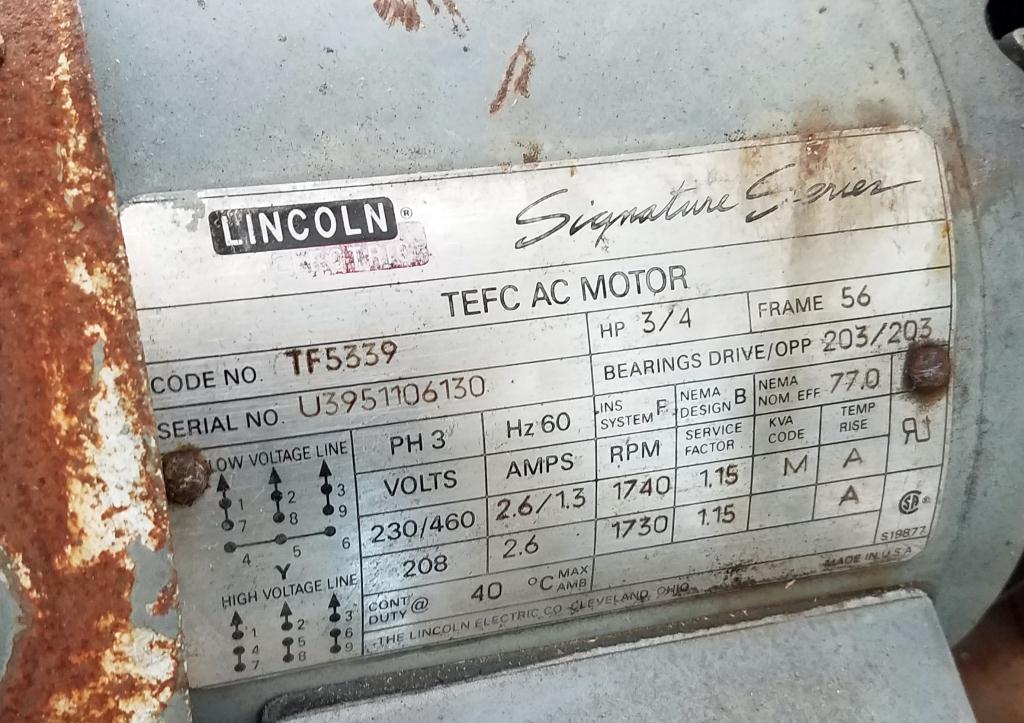 LINCOLN ®
Signature Series
TEFC AC MOTOR
CODE NO. TF5339
HP 3/4
FRAME 56
SERIAL NO. U3951106130
BEARINGS DRIVE/OPP 203/203
LOW VOLTAGE LINE
1 2 3
7 8 9
4 5 6
Y
HIGH VOLTAGE LINE
1 2 3
4 5 6
7 8 9
PH 3
Hz 60
INS SYSTEM F
NEMA DESIGN B
NEMA NOM. EFF 77.0
VOLTS
AMPS
RPM
SERVICE FACTOR
KVA CODE
TEMP RISE
230/460
2.6/1.3
1740
1.15
M
A
208
2.6
1730
1.15
A
CONT DUTY @ 40 °C MAX AMB
THE LINCOLN ELECTRIC CO. CLEVELAND, OHIO
MADE IN U.S.A.
SA ®
S19877